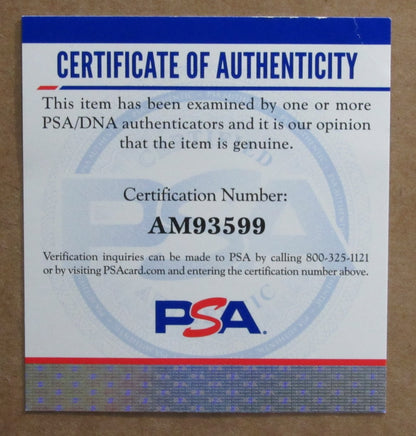 CERTIFICATE OF AUTHENTICITY
This item has been examined by one or more
PSA/DNA authenticators and it is our opinion
that the item is genuine.
Certification Number:
AM93599
Verification inquiries can be made to PSA by calling 800-325-1121
or by visiting PSAcard.com and entering the certification number above.
PSA.